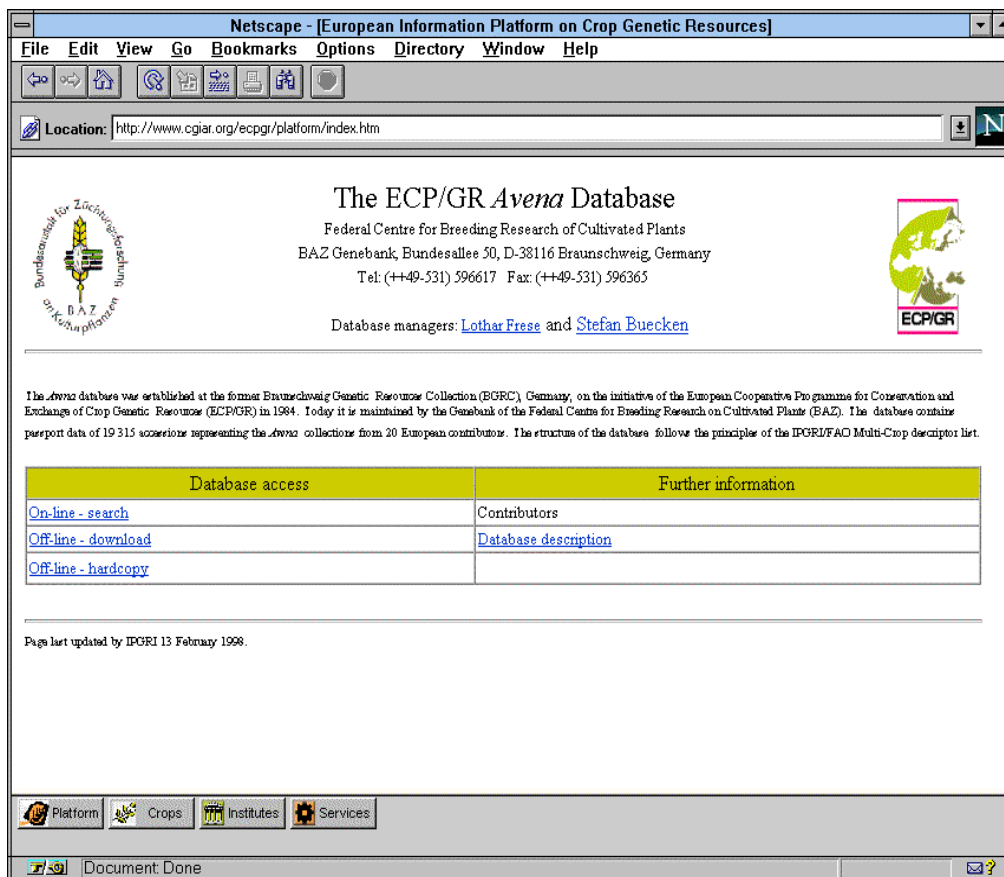 Netscape - [European Information Platform on Crop Genetic Resources]
File Edit View Go Bookmarks Options Directory Window Help
Location: http://www.cgiar.org/ecpgr/platform/index.htm
N
Bundesanstalt für Züchtungsforschung an Kulturpflanzen
BAZ
ECP/GR
The ECP/GR Avena Database
Federal Centre for Breeding Research of Cultivated Plants
BAZ Genebank, Bundesallee 50, D-38116 Braunschweig, Germany
Tel: (++49-531) 596617 Fax: (++49-531) 596365
Database managers: Lothar Frese and Stefan Buecken
The Avena database was established at the former Braunschweig Genetic Resources Collection (BGRC), Germany, on the initiative of the European Cooperative Programme for Conservation and
Exchange of Crop Genetic Resources (ECP/GR) in 1984. Today it is maintained by the Genebank of the Federal Centre for Breeding Research on Cultivated Plants (BAZ). The database contains
passport data of 19 315 accessions representing the Avena collections from 20 European contributors. The structure of the database follows the principles of the IPGRI/FAO Multi-Crop descriptor list.
Database access Further information
On-line - search Contributors
Off-line - download Database description
Off-line - hardcopy
Page last updated by IPGRI 13 February 1998.
Platform Crops Institutes Services
Document: Done